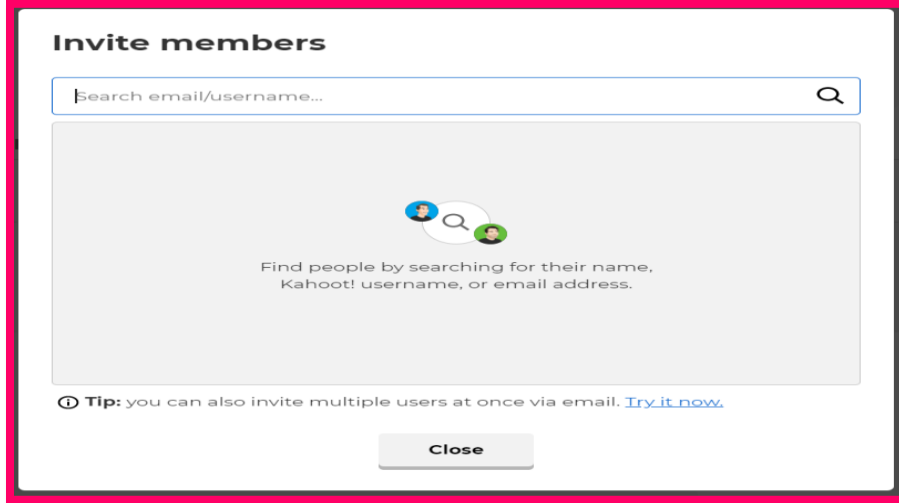 Invite members
Search email/username...
Find people by searching for their name,
Kahoot! username, or email address.
Tip: you can also invite multiple users at once via email. Try it now.
Close